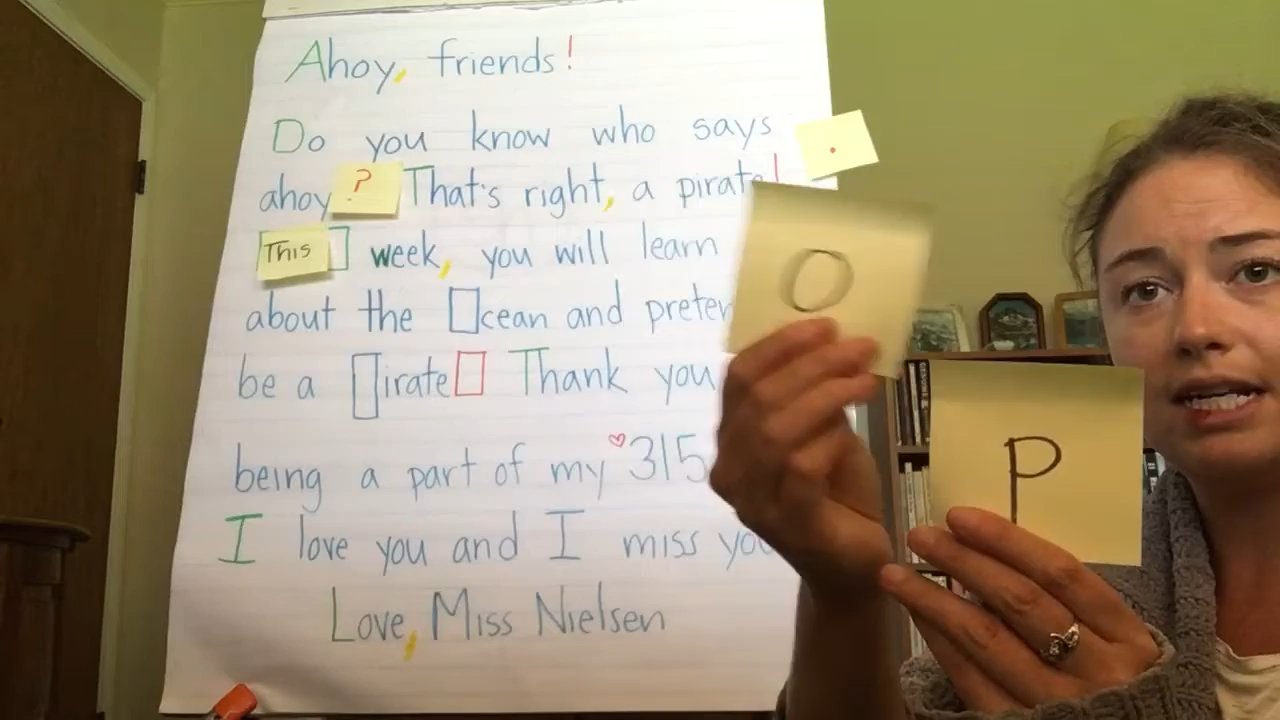 Ahoy, friends!
Do you know who says
.
ahoy ? That's right, a pirate!
This week, you will learn
o
about the cean and
be a irate Thank you
p
being a part of my 315
I love you and I miss you
Love, Miss Nielsen